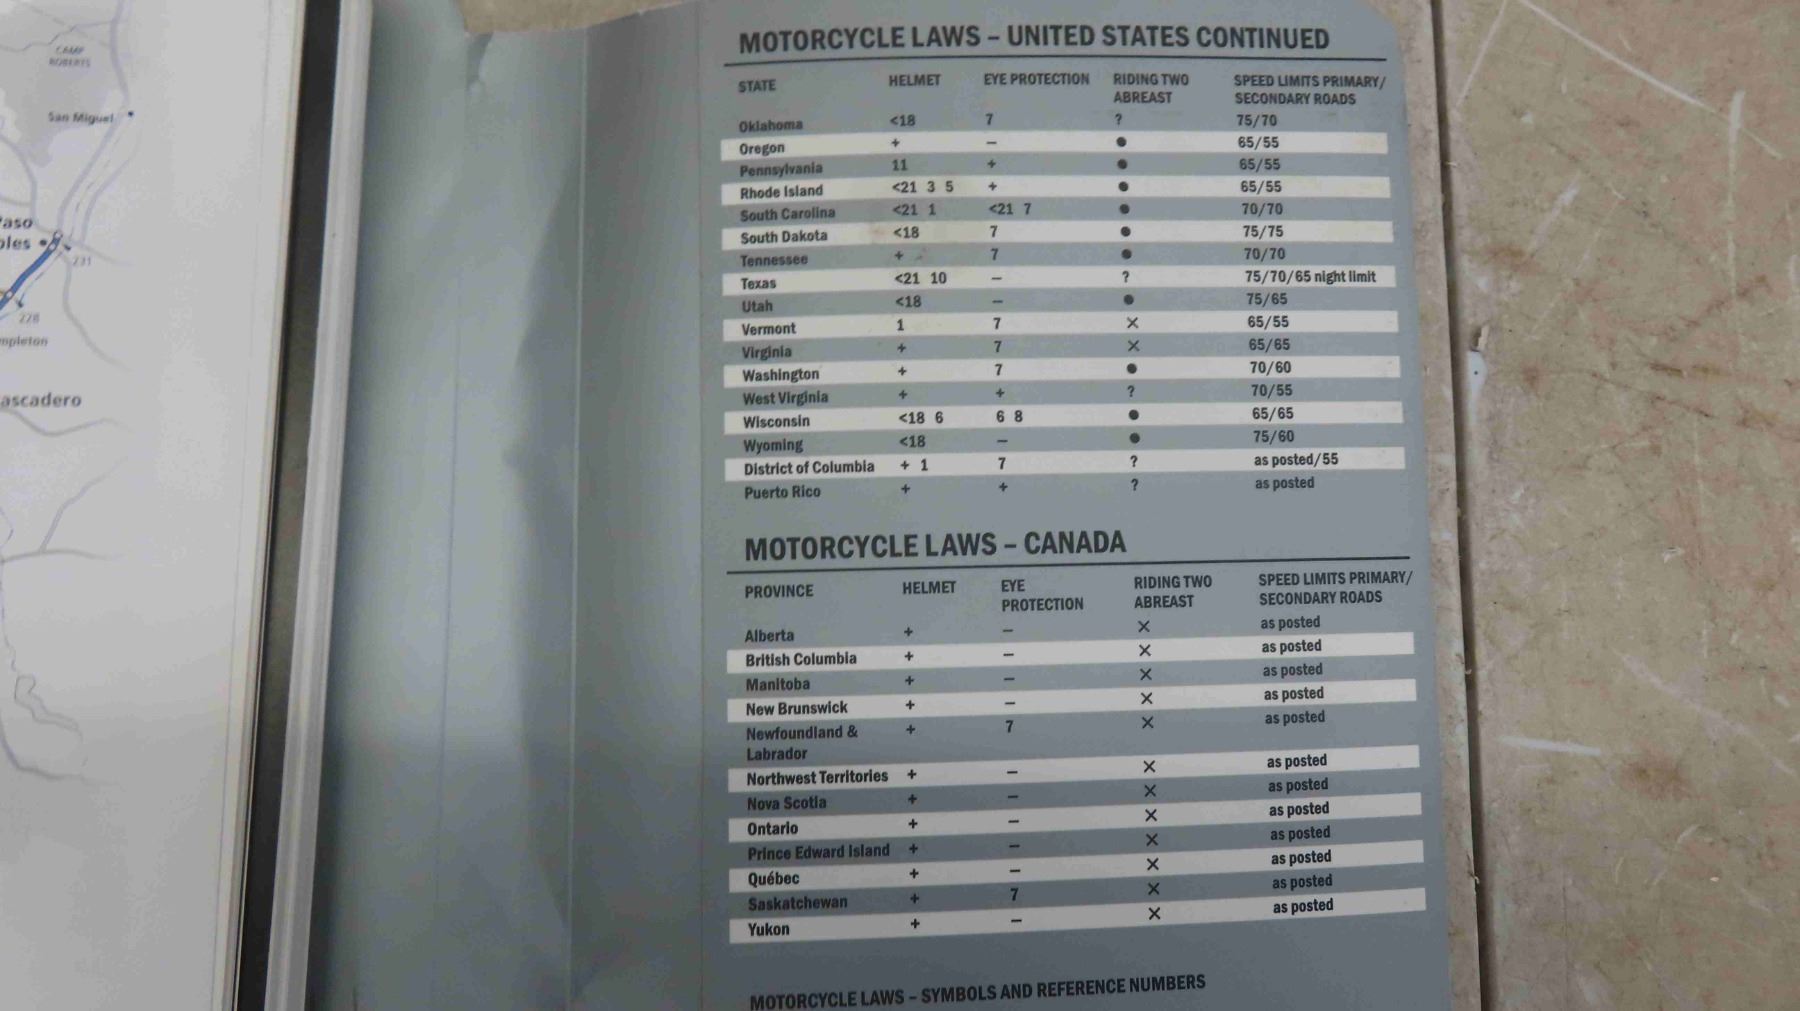 CAMP
ROBERTS
San Miguel
Paso
bles
231
228
mpleton
ascadero
MOTORCYCLE LAWS – UNITED STATES CONTINUED
STATE HELMET EYE PROTECTION RIDING TWO ABREAST SPEED LIMITS PRIMARY/ SECONDARY ROADS
Oklahoma <18 7 ? 75/70
Oregon + – ● 65/55
Pennsylvania 11 + ● 65/55
Rhode Island <21 3 5 + ● 65/55
South Carolina <21 1 <21 7 ● 70/70
South Dakota <18 7 ● 75/75
Tennessee + 7 ● 70/70
Texas <21 10 – ? 75/70/65 night limit
Utah <18 – ● 75/65
Vermont 1 7 × 65/55
Virginia + 7 × 65/65
Washington + 7 ● 70/60
West Virginia + + ? 70/55
Wisconsin <18 6 6 8 ● 65/65
Wyoming <18 – ● 75/60
District of Columbia + 1 7 ? as posted/55
Puerto Rico + + ? as posted
MOTORCYCLE LAWS – CANADA
PROVINCE HELMET EYE PROTECTION RIDING TWO ABREAST SPEED LIMITS PRIMARY/ SECONDARY ROADS
Alberta + – × as posted
British Columbia + – × as posted
Manitoba + – × as posted
New Brunswick + – × as posted
Newfoundland & + 7 × as posted
Labrador
Northwest Territories + – × as posted
Nova Scotia + – × as posted
Ontario + – × as posted
Prince Edward Island + – × as posted
Québec + – × as posted
Saskatchewan + 7 × as posted
Yukon + – × as posted
MOTORCYCLE LAWS – SYMBOLS AND REFERENCE NUMBERS